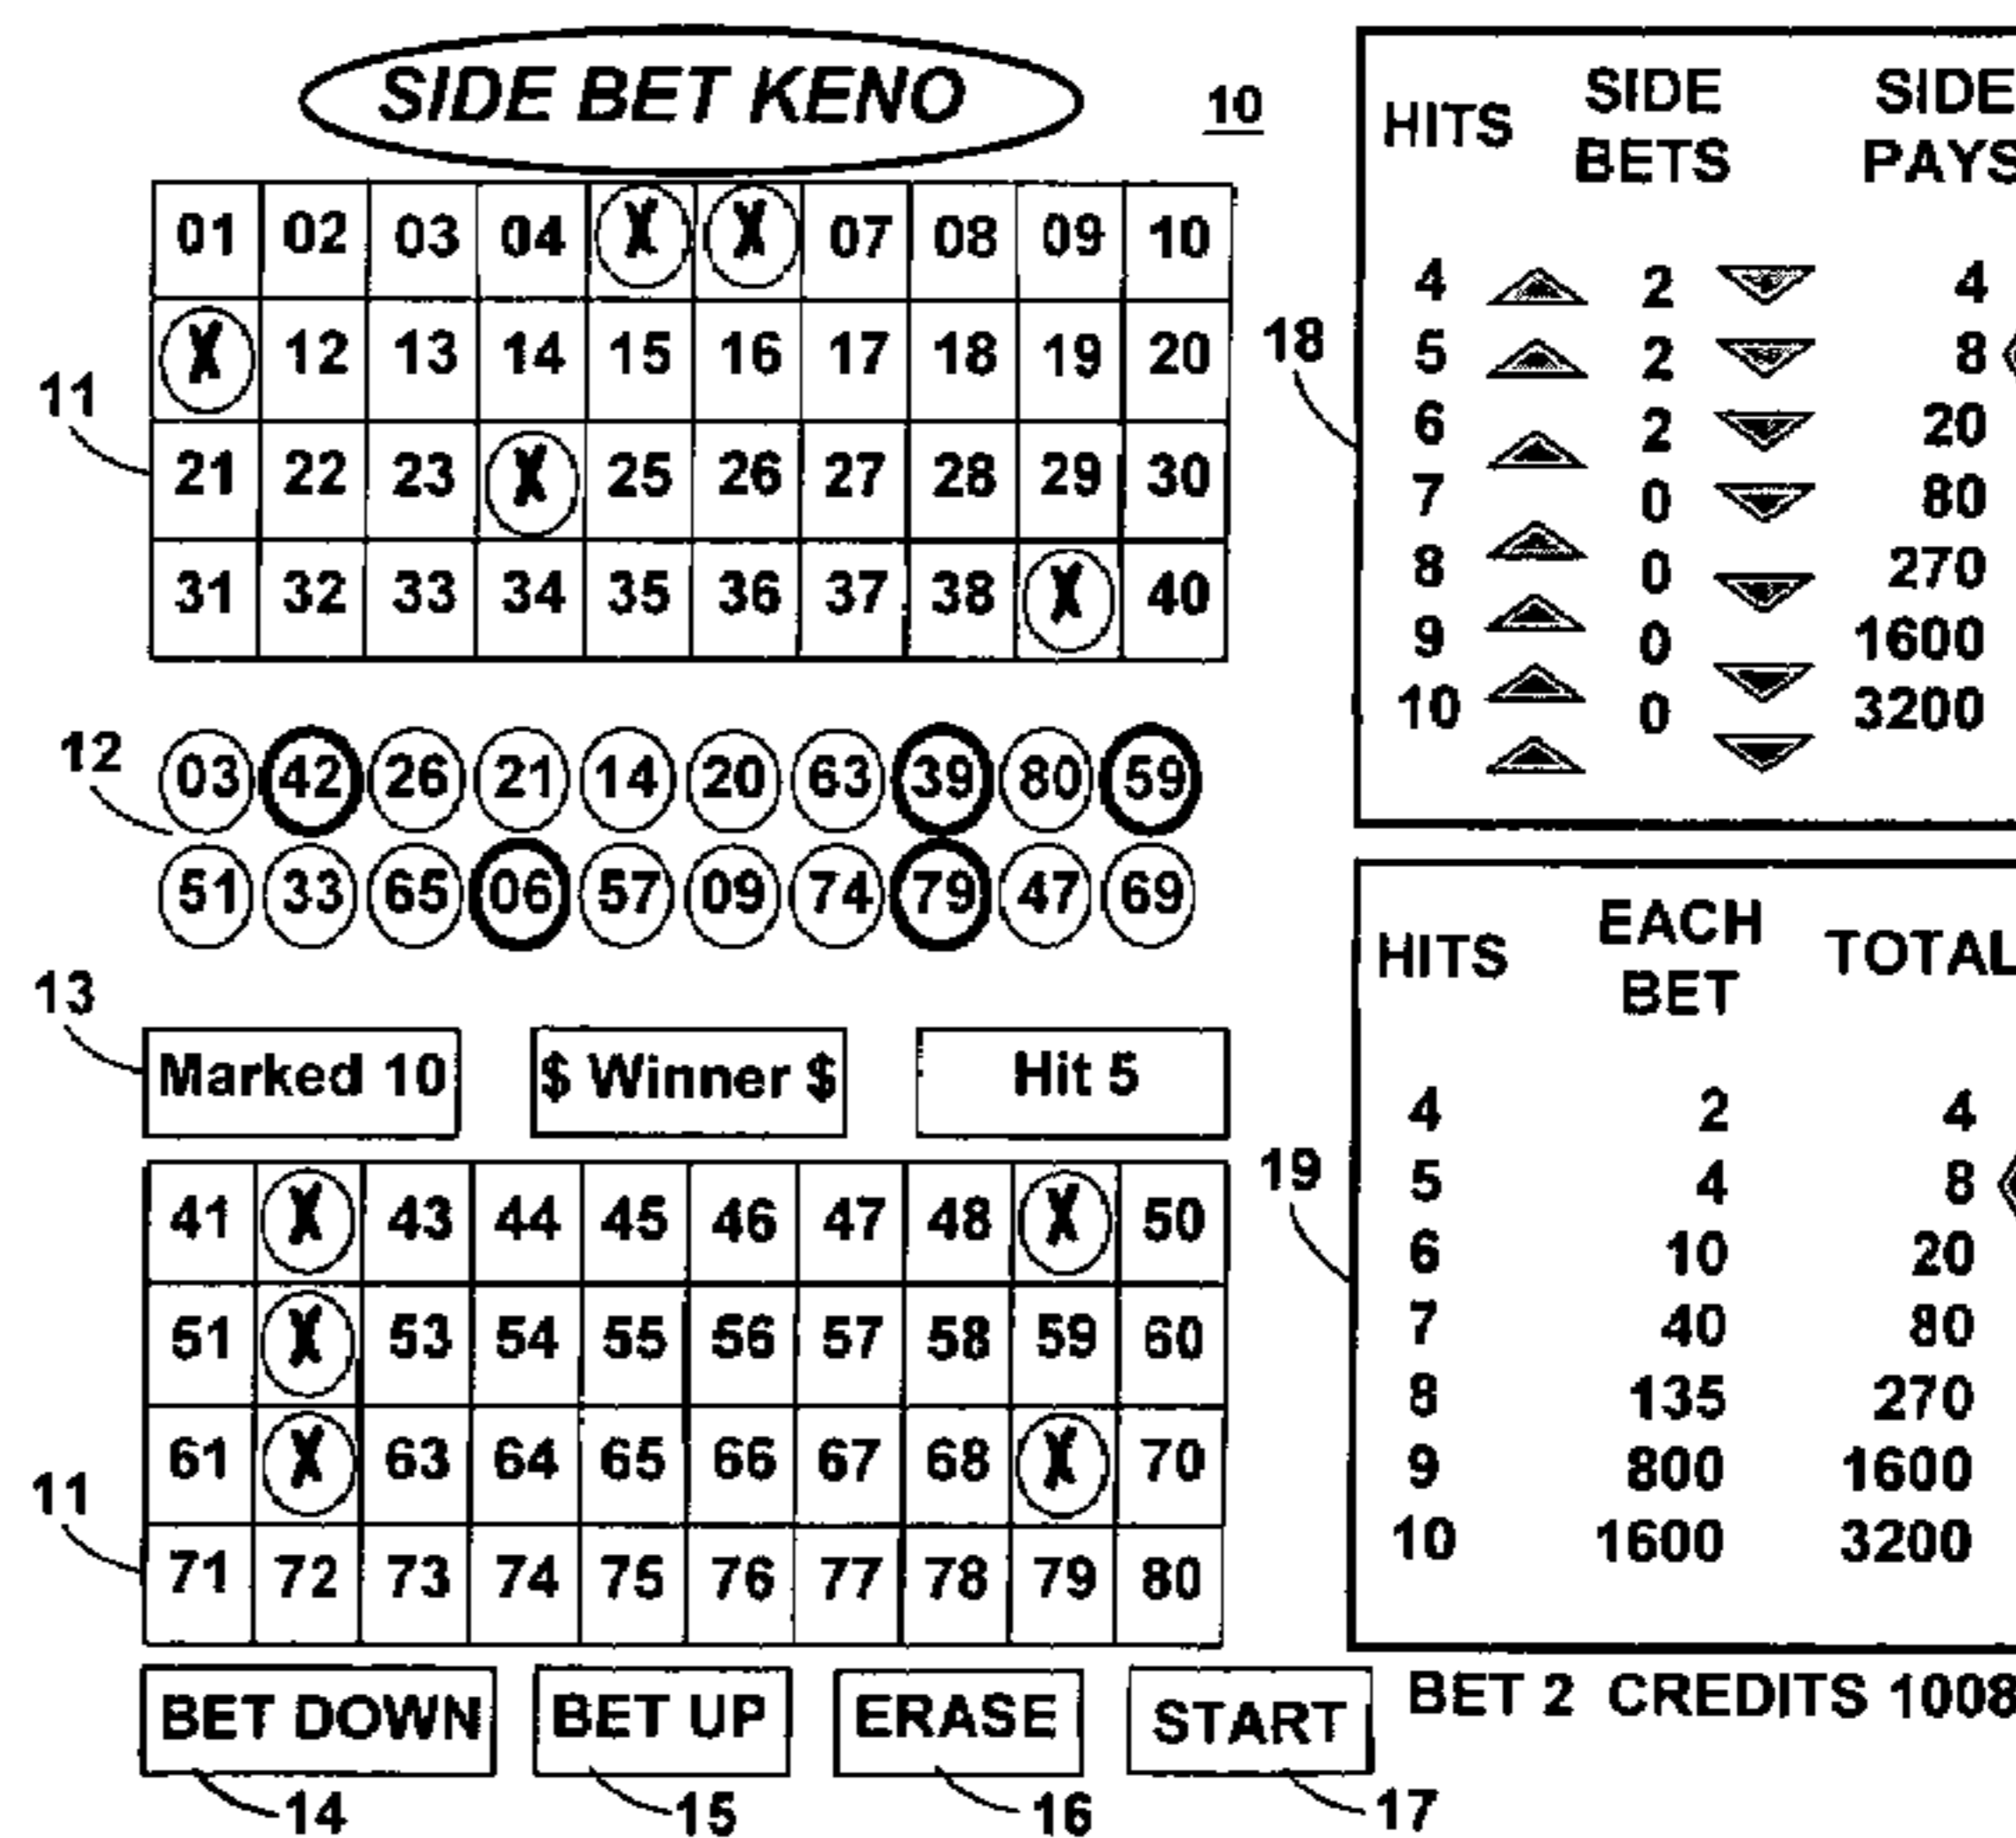 SIDE BET KENO
10
01 02 03 04 X X 07 08 09 10
X 12 13 14 15 16 17 18 19 20
11
21 22 23 X 25 26 27 28 29 30
31 32 33 34 35 36 37 38 X 40
12
03 42 26 21 14 20 63 39 80 59
51 33 65 06 57 09 74 79 47 69
13
Marked 10 $ Winner $ Hit 5
41 X 43 44 45 46 47 48 X 50
51 X 53 54 55 56 57 58 59 60
61 X 63 64 65 66 67 68 X 70
11
71 72 73 74 75 76 77 78 79 80
BET DOWN BET UP ERASE START
14 15 16 17
HITS SIDE BETS SIDE PAYS
4 2 4
18
5 2 8
6 2 20
7 0 80
8 0 270
9 0 1600
10 0 3200
HITS EACH BET TOTAL
4 2 4
19
5 4 8
6 10 20
7 40 80
8 135 270
9 800 1600
10 1600 3200
BET 2 CREDITS 1008